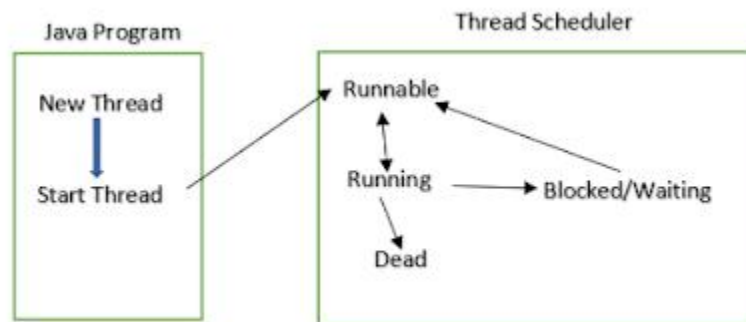 Java Program
New Thread
Start Thread
Thread Scheduler
Runnable
Running
Blocked/Waiting
Dead